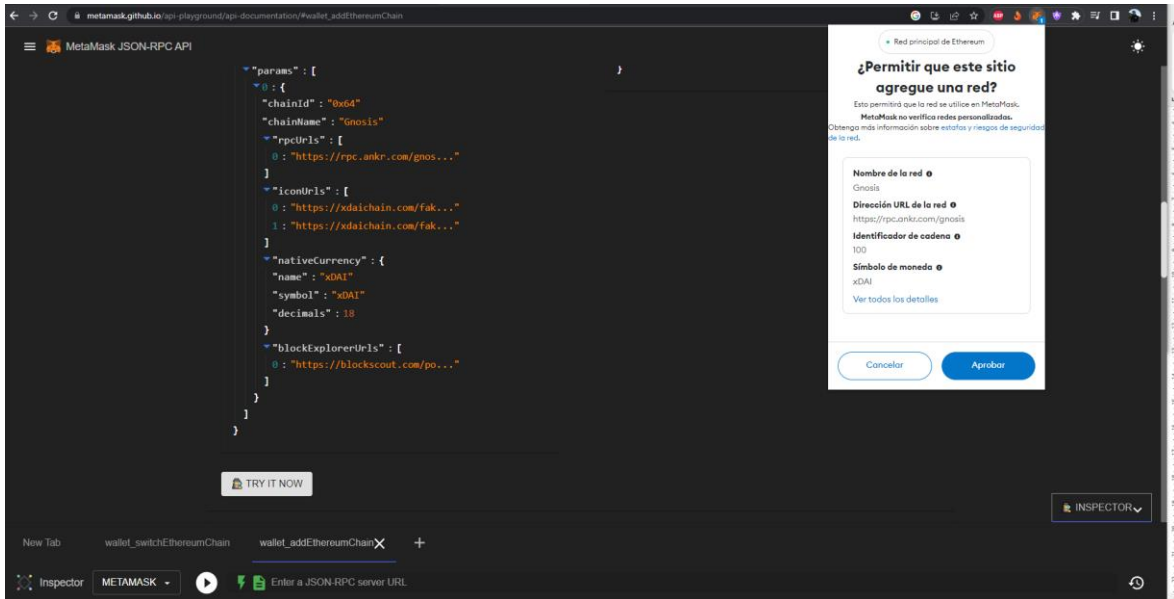 metamask.github.io/api-playground/api-documentation/#wallet_addEthereumChain
MetaMask JSON-RPC API
"params" : [
0 : {
"chainId" : "0x64"
"chainName" : "Gnosis"
"rpcUrls" : [
0 : "https://rpc.ankr.com/gnos..."
]
"iconUrls" : [
0 : "https://xdaichain.com/fak..."
1 : "https://xdaichain.com/fak..."
]
"nativeCurrency" : {
"name" : "xDAI"
"symbol" : "xDAI"
"decimals" : 18
}
"blockExplorerUrls" : [
0 : "https://blockscout.com/po..."
]
}
]
}
}
TRY IT NOW
Red principal de Ethereum
¿Permitir que este sitio
agregue una red?
Esto permitirá que la red se utilice en MetaMask.
MetaMask no verifica redes personalizadas.
Obtenga más información sobre estafas y riesgos de seguridad
de la red.
Nombre de la red
Gnosis
Dirección URL de la red
https://rpc.ankr.com/gnosis
Identificador de cadena
100
Símbolo de moneda
xDAI
Ver todos los detalles
Cancelar
Aprobar
INSPECTOR
New Tab
wallet_switchEthereumChain
wallet_addEthereumChain
Inspector
METAMASK
Enter a JSON-RPC server URL